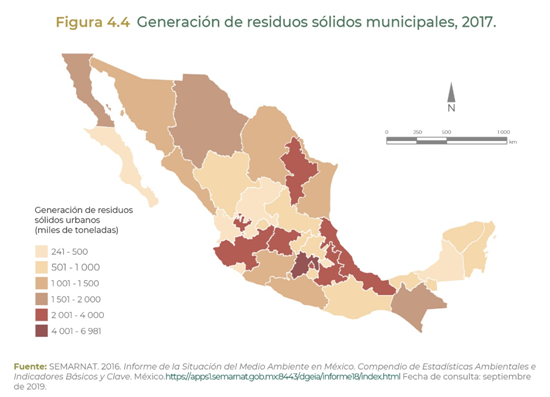 Figura 4.4 Generación de residuos sólidos municipales, 2017.
N
0 250 500 1 000
km
Generación de residuos
sólidos urbanos
(miles de toneladas)
241 - 500
501 - 1 000
1 001 - 1 500
1 501 - 2 000
2 001 - 4 000
4 001 - 6 981
Fuente: SEMARNAT. 2016. Informe de la Situación del Medio Ambiente en México. Compendio de Estadísticas Ambientales e
Indicadores Básicos y Clave. México.https://apps1.semarnat.gob.mx:8443/dgeia/informe18/index.html Fecha de consulta: septiembre
de 2019.